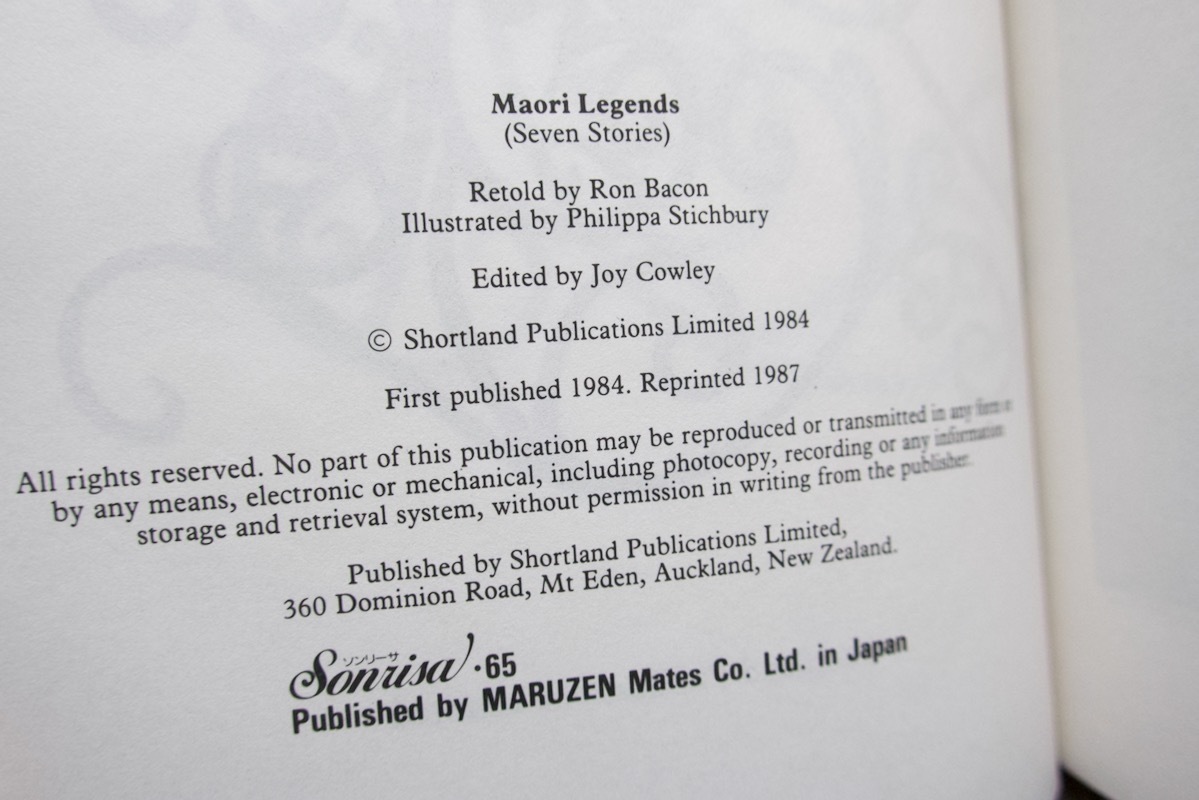 Maori Legends
(Seven Stories)
Retold by Ron Bacon
Illustrated by Philippa Stichbury
Edited by Joy Cowley
© Shortland Publications Limited 1984
First published 1984. Reprinted 1987
All rights reserved. No part of this publication may be reproduced or transmitted in any form or
by any means, electronic or mechanical, including photocopy, recording or any information
storage and retrieval system, without permission in writing from the publisher.
Published by Shortland Publications Limited,
360 Dominion Road, Mt Eden, Auckland, New Zealand.
ソンリーサ
Sonrisa·65
Published by MARUZEN Mates Co. Ltd. in Japan